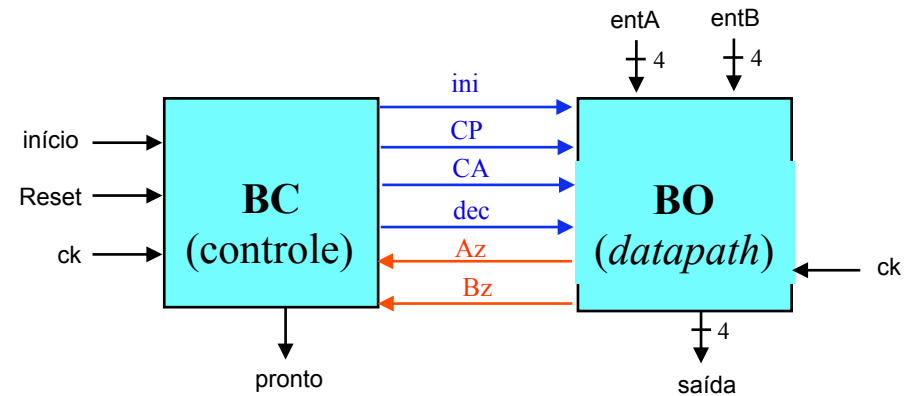 entA
entB
4
4
ini
início
CP
CA
Reset
BC
(controle)
BO
(datapath)
dec
ck
Az
ck
Bz
4
pronto
saída